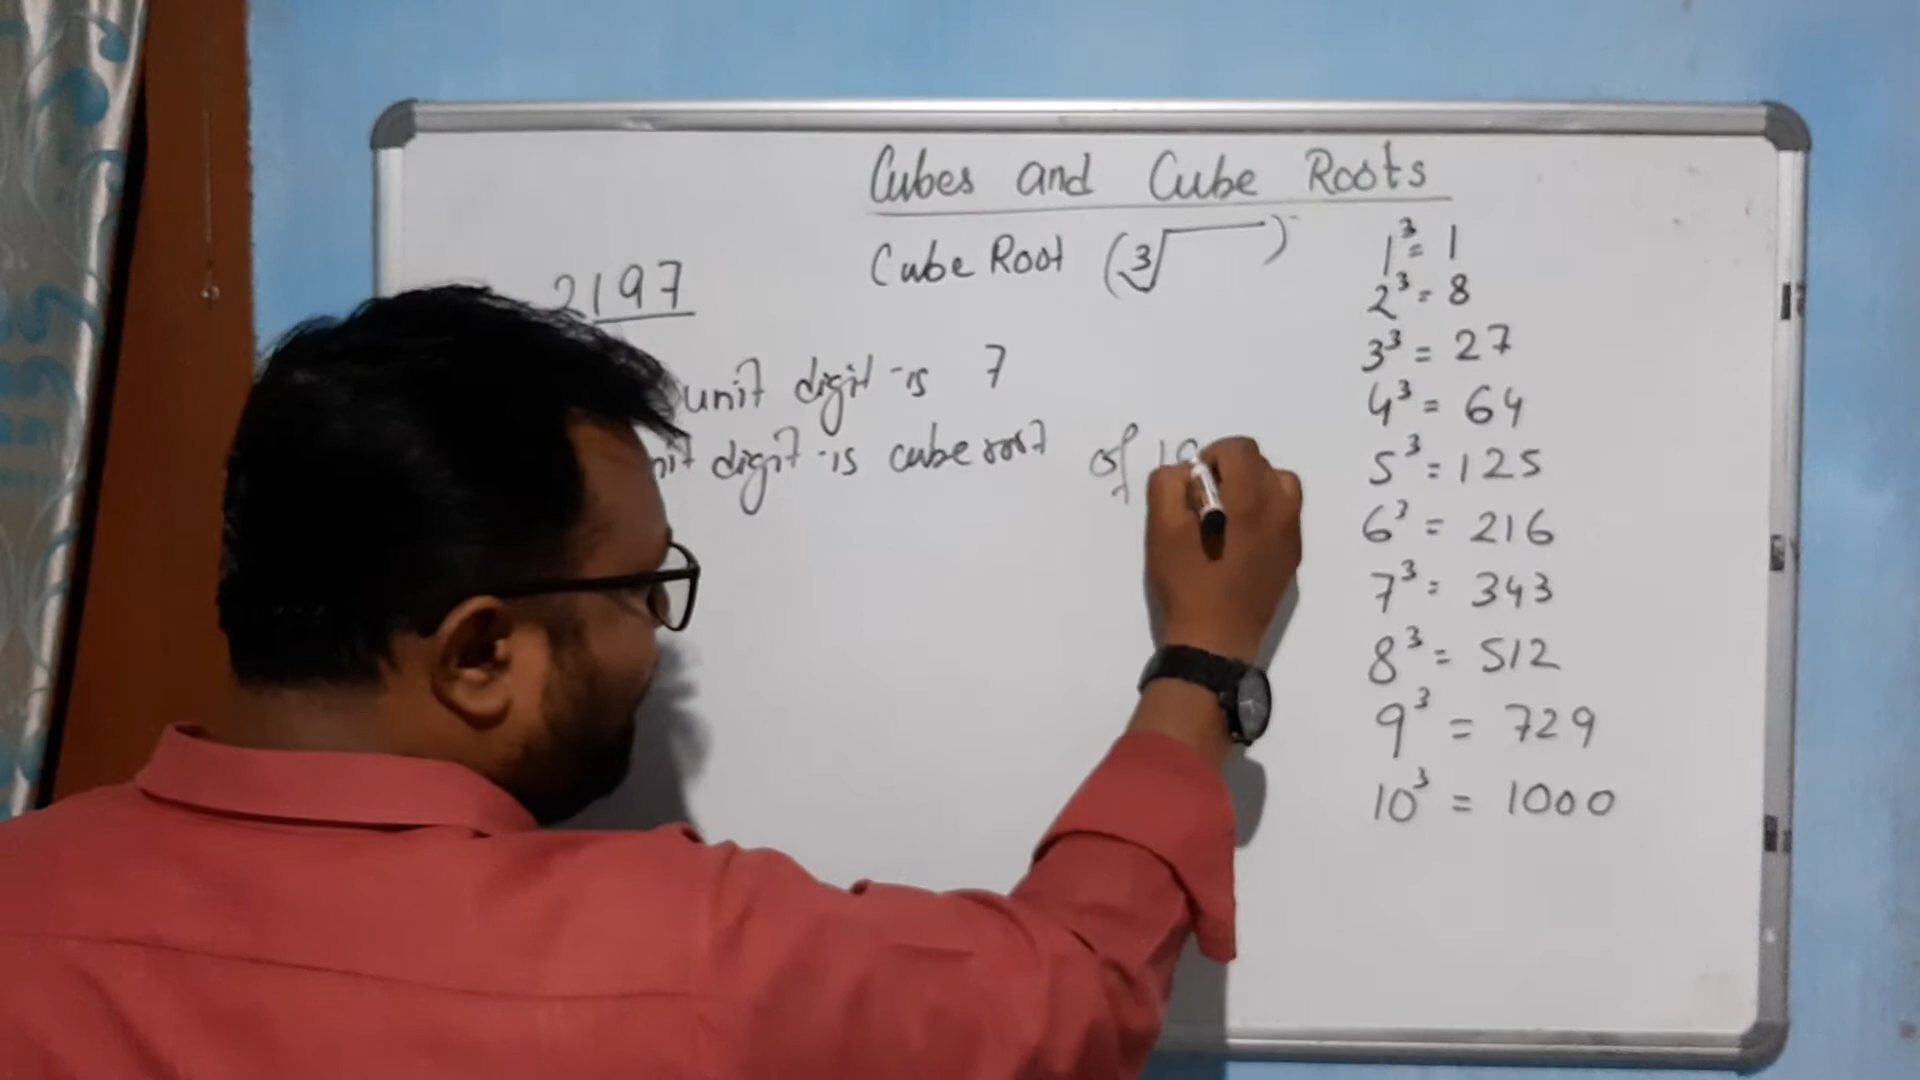 Cubes and Cube Roots
Cube Root (∛ )
2197
unit digit is 7
digit is cube root of 19
1³ = 1
2³ = 8
3³ = 27
4³ = 64
5³ = 125
6³ = 216
7³ = 343
8³ = 512
9³ = 729
10³ = 1000